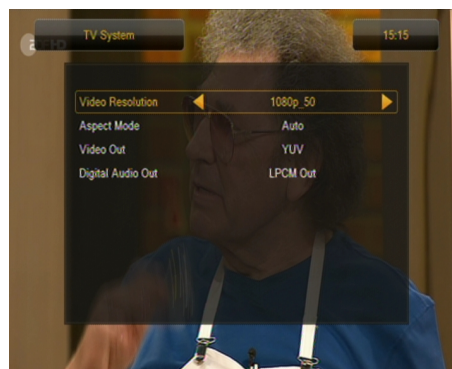 TV System
15:15
Video Resolution 1080p_50
Aspect Mode Auto
Video Out YUV
Digital Audio Out LPCM Out